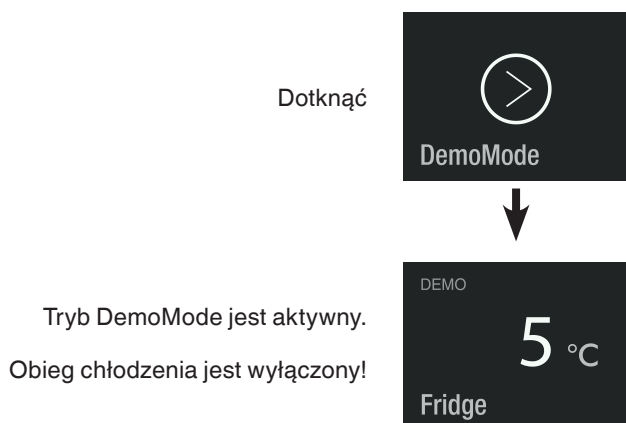 Dotknąć
DemoMode
DEMO
Tryb DemoMode jest aktywny.
5 °C
Obieg chłodzenia jest wyłączony!
Fridge